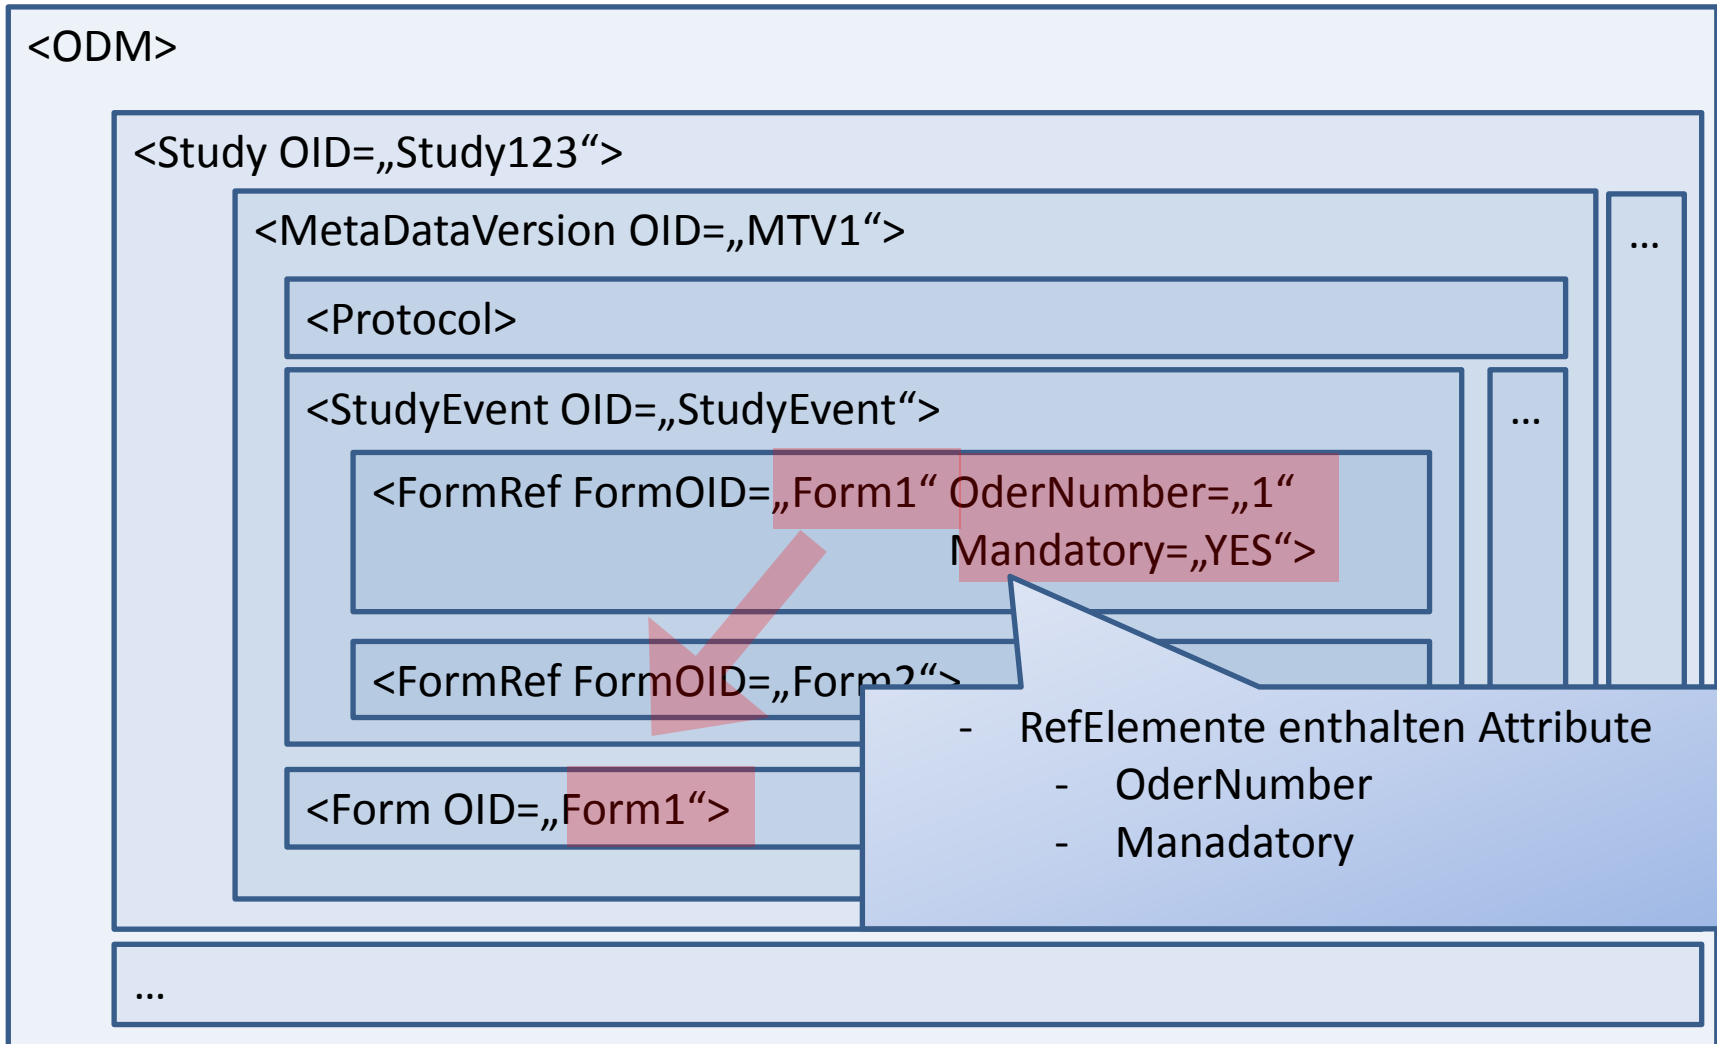 <ODM>
<Study OID=„Study123“>
<MetaDataVersion OID=„MTV1“>
...
<Protocol>
<StudyEvent OID=„StudyEvent“>
...
<FormRef FormOID=„Form1“ OderNumber=„1“
Mandatory=„YES“>
<FormRef FormOID=„Form2“>
- RefElemente enthalten Attribute
- OderNumber
- Manadatory
<Form OID=„Form1“>
...